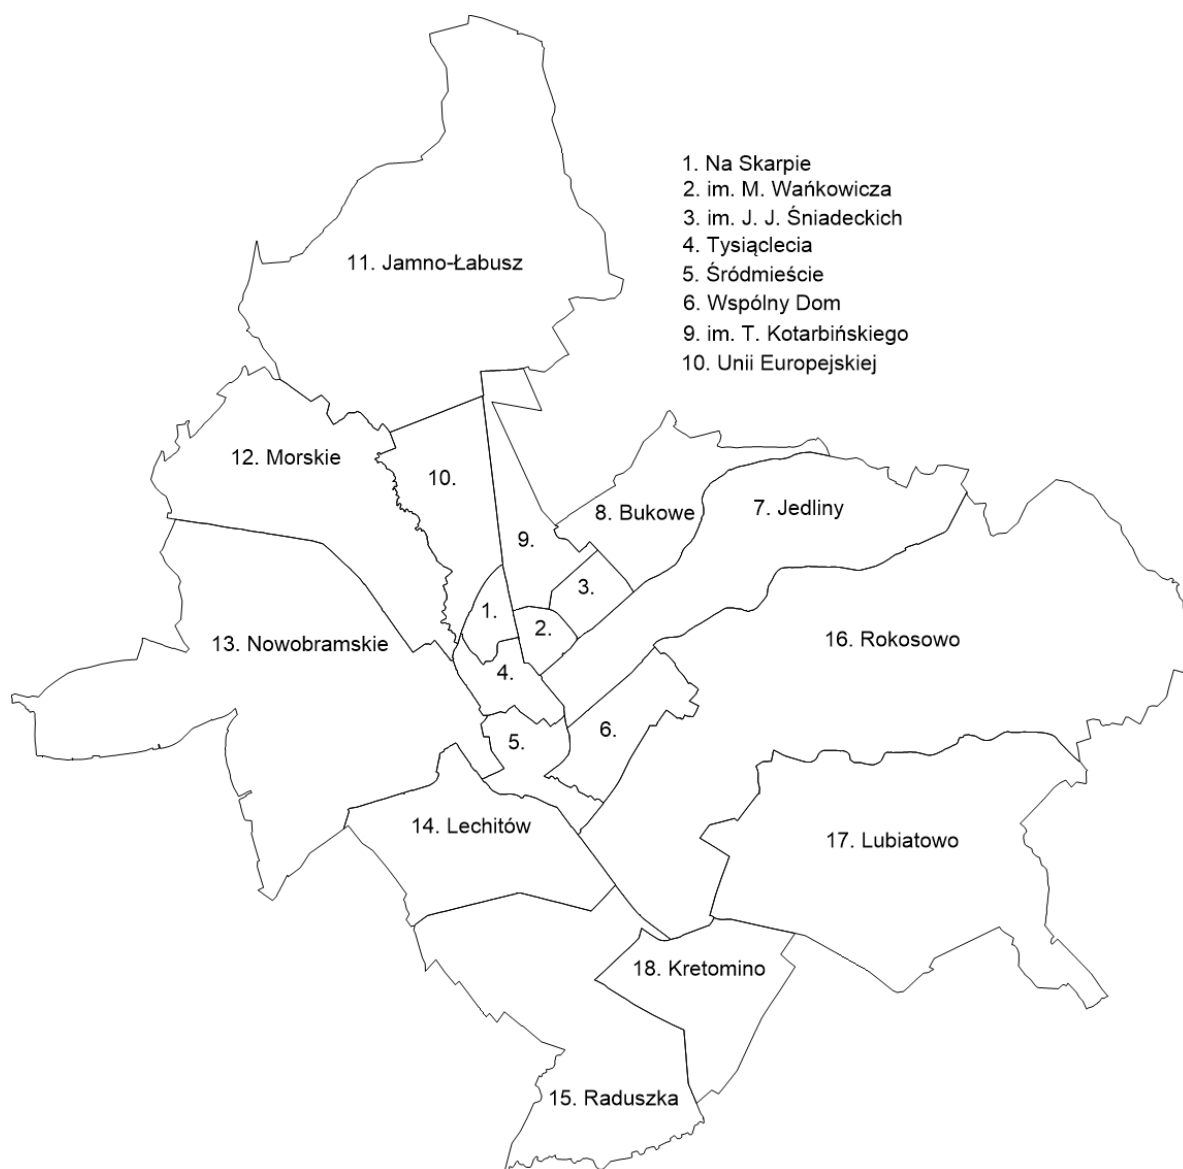 1. Na Skarpie
2. im. M. Wańkowicza
3. im. J. J. Śniadeckich
4. Tysiąclecia
5. Śródmieście
6. Wspólny Dom
9. im. T. Kotarbińskiego
10. Unii Europejskiej
11. Jamno-Łabusz
12. Morskie
10.
8. Bukowe
7. Jedliny
9.
3.
1.
2.
13. Nowobramskie
16. Rokosowo
4.
5.
6.
14. Lechitów
17. Lubiatowo
18. Kretomino
15. Raduszka